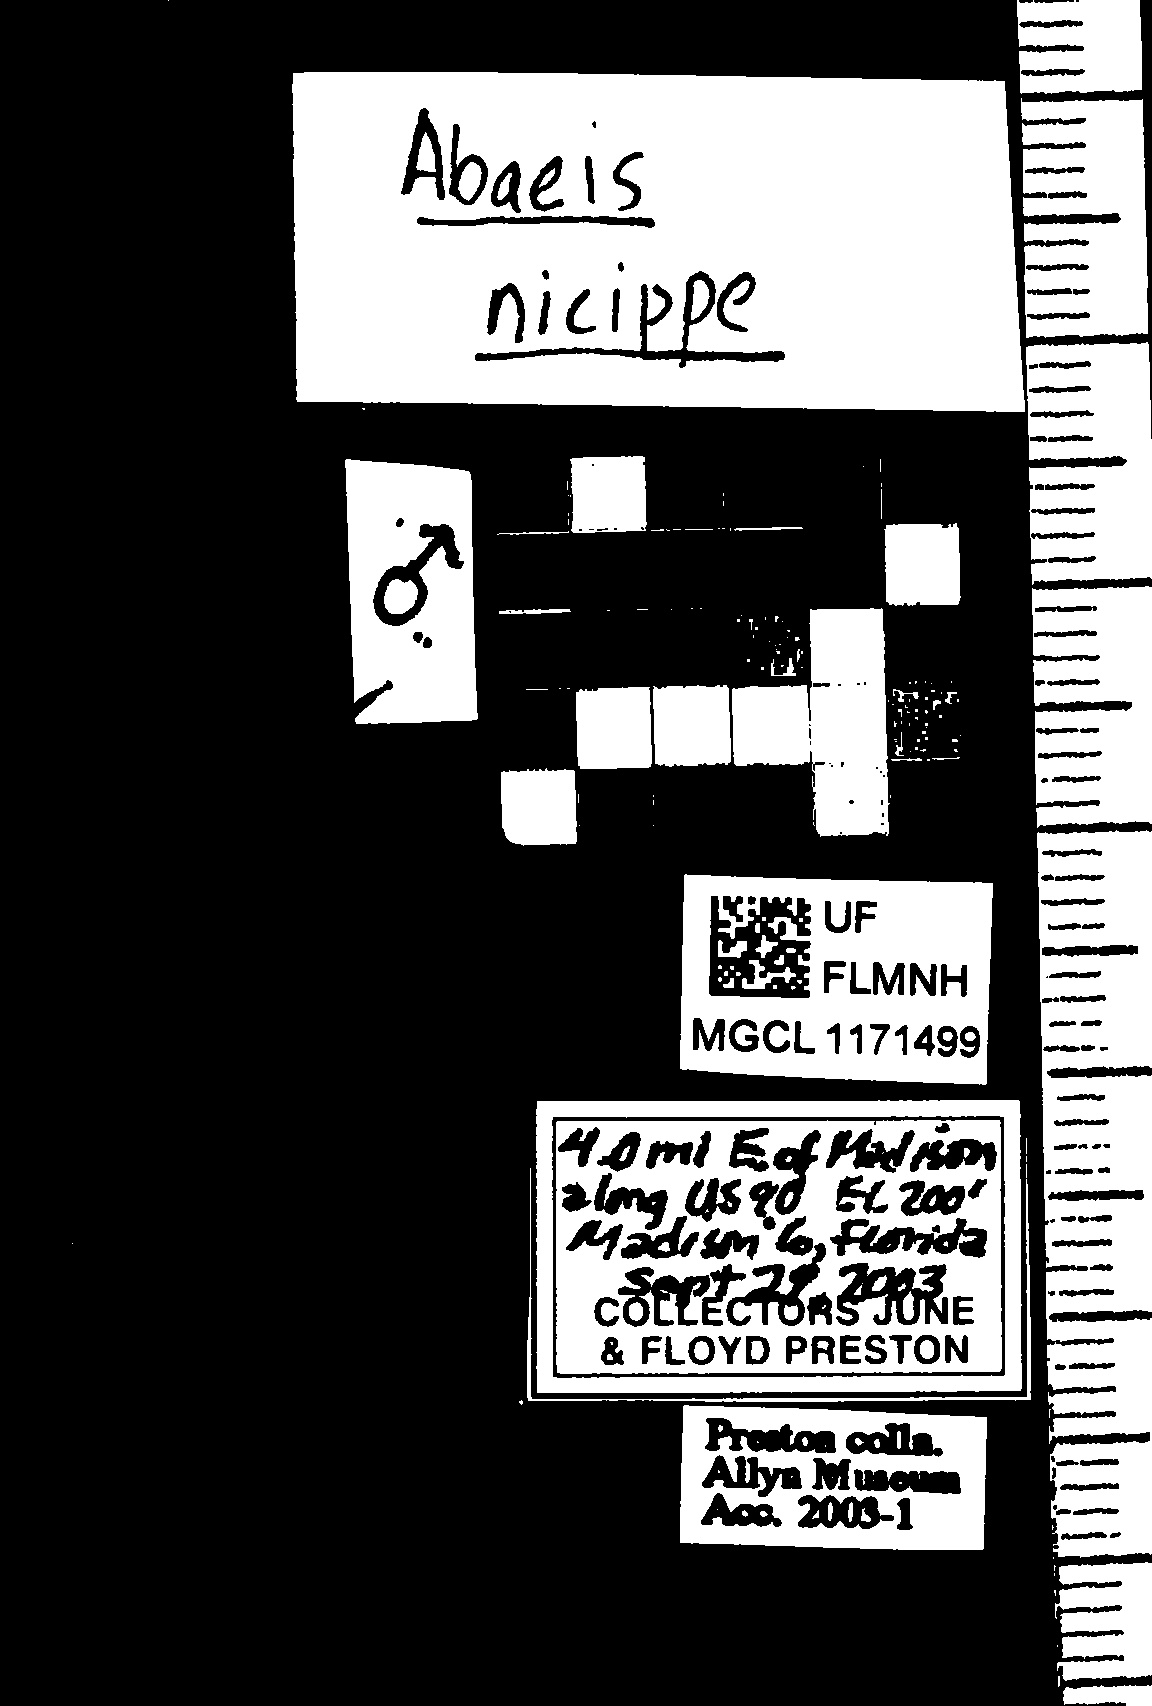 Abaeis
nicippe
♂
UF
FLMNH
MGCL 1171499
4.0 mi E. of Madison
along US 90 EL 200'
Madison Co, Florida
Sept 29, 2003
COLLECTORS JUNE
& FLOYD PRESTON
Preston colln.
Allyn Museum
Acc. 2003-1